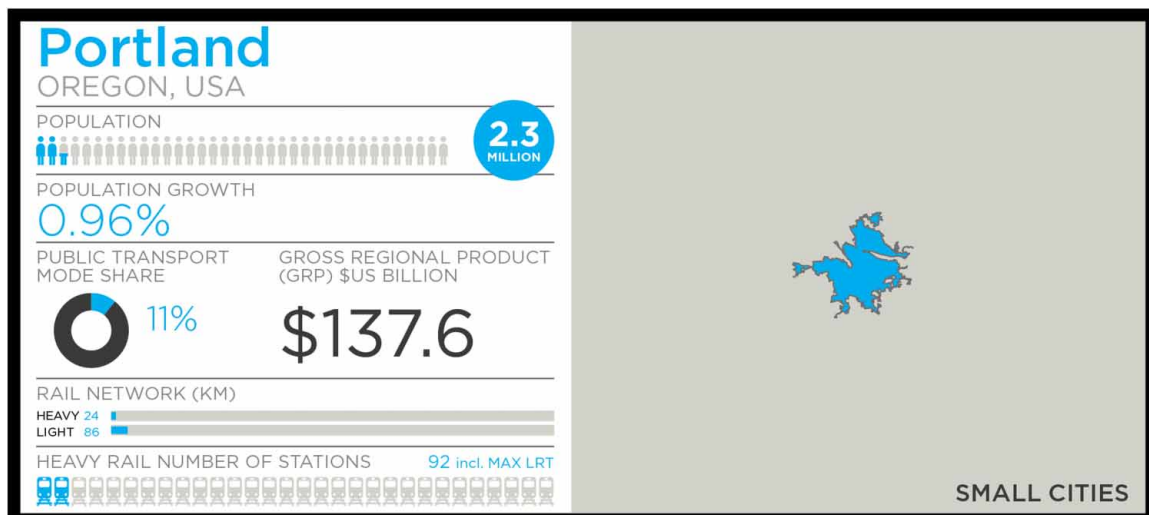 Portland
OREGON, USA
POPULATION
2.3
MILLION
POPULATION GROWTH
0.96%
PUBLIC TRANSPORT
MODE SHARE
11%
GROSS REGIONAL PRODUCT
(GRP) $US BILLION
$137.6
RAIL NETWORK (KM)
HEAVY 24
LIGHT 86
HEAVY RAIL NUMBER OF STATIONS 92 incl. MAX LRT
SMALL CITIES